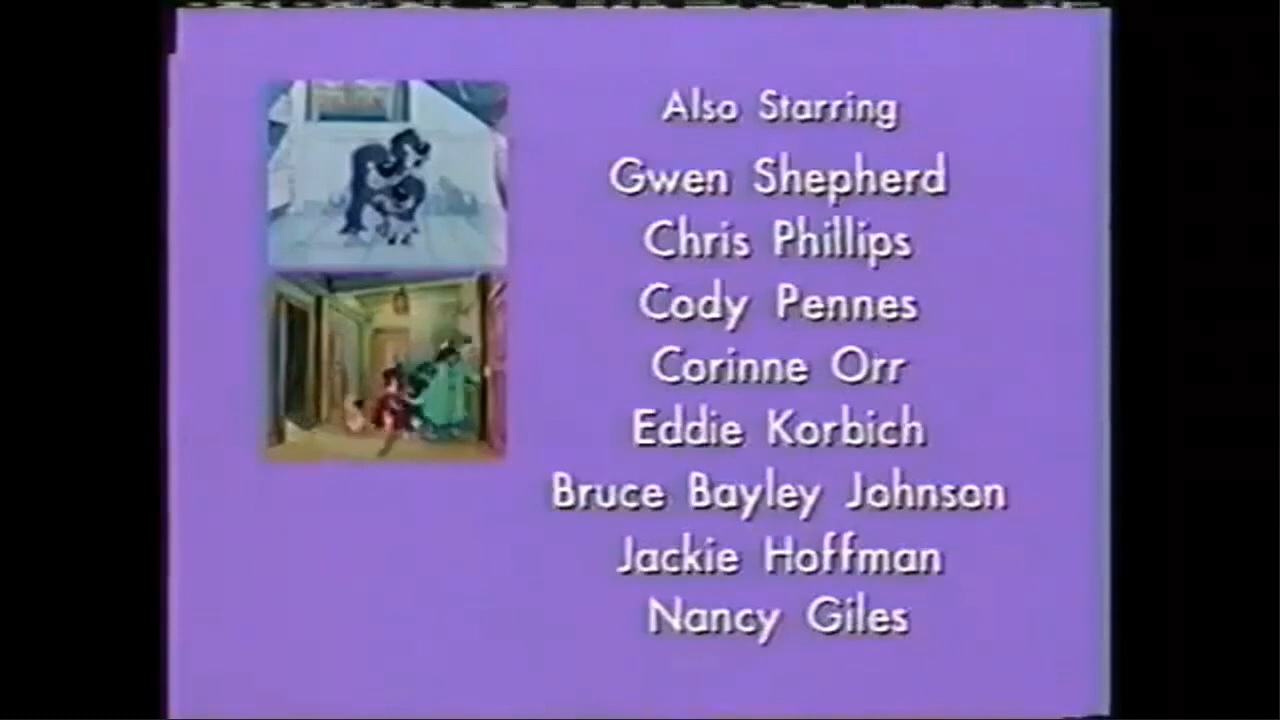 Also Starring
Gwen Shepherd
Chris Phillips
Cody Pennes
Corinne Orr
Eddie Korbich
Bruce Bayley Johnson
Jackie Hoffman
Nancy Giles